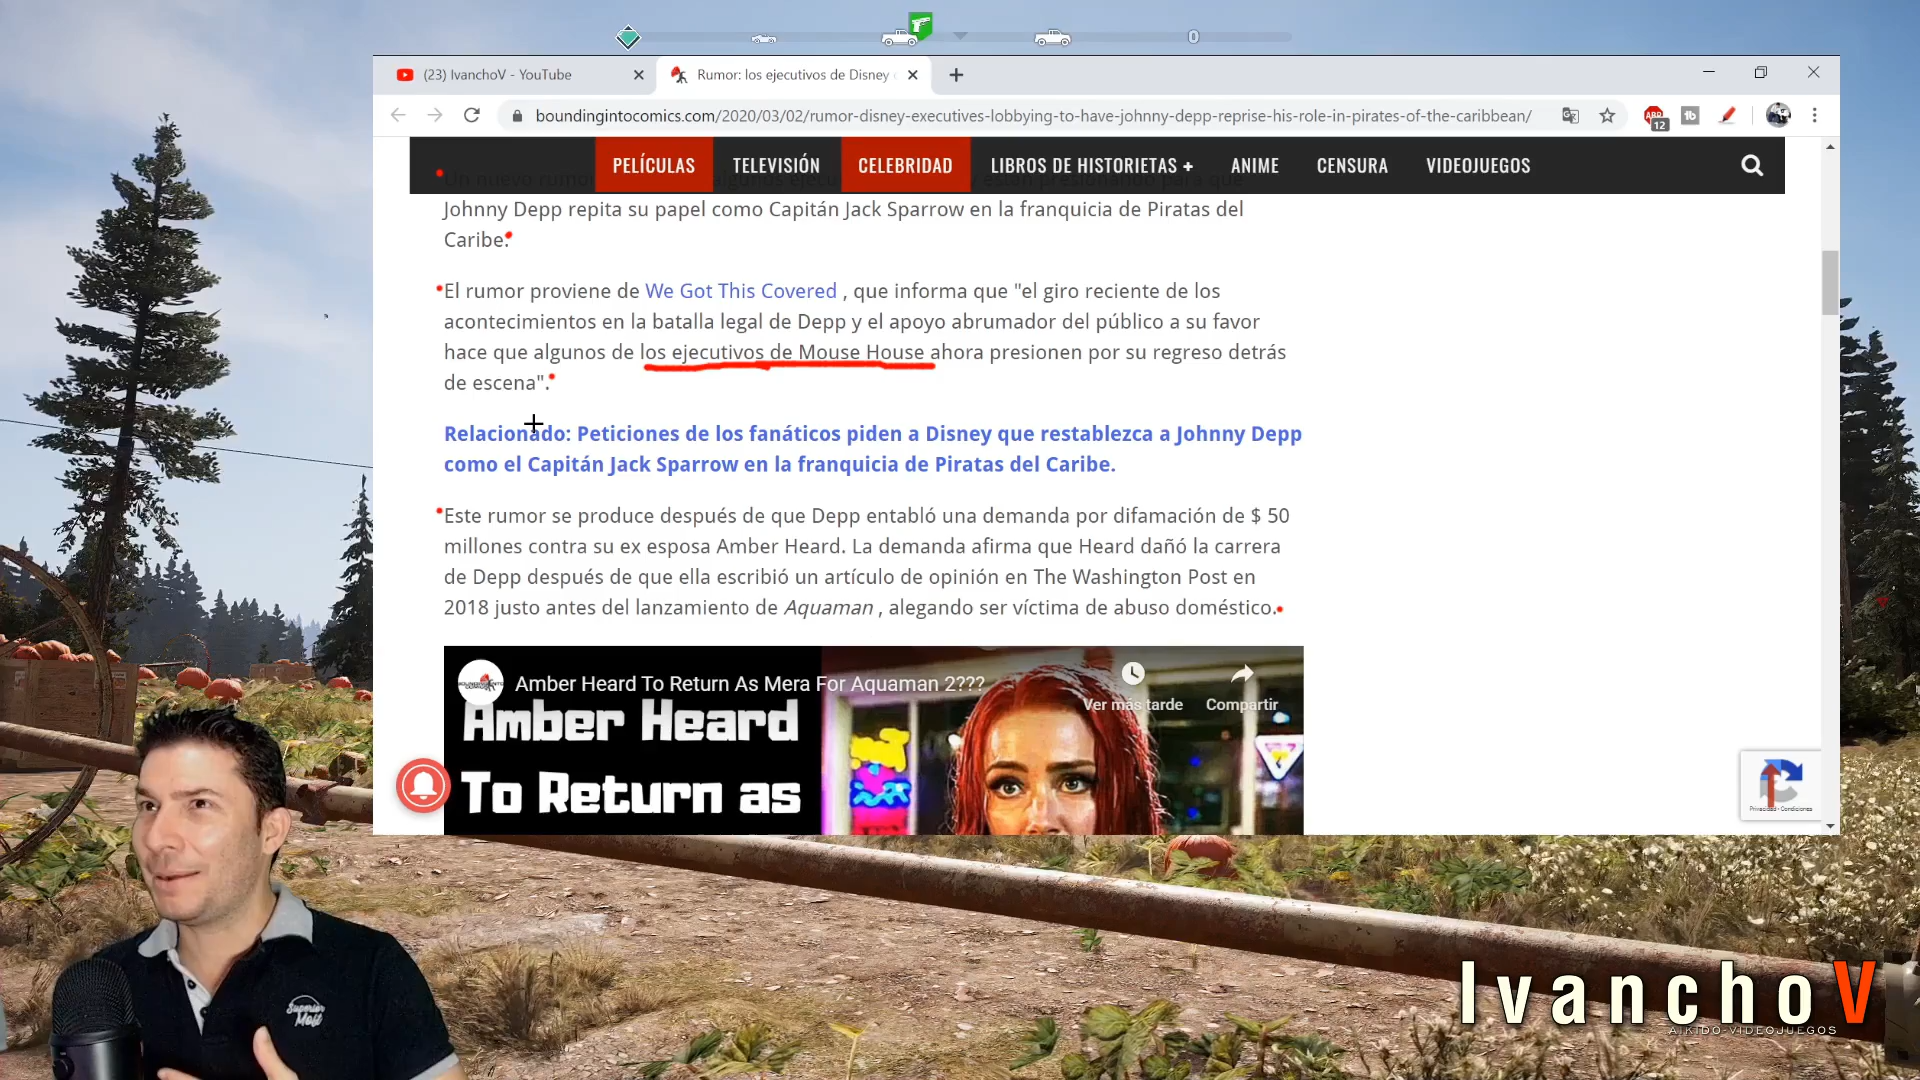 0
(23) IvanchoV - YouTube
Rumor: los ejecutivos de Disney
boundingintocomics.com/2020/03/02/rumor-disney-executives-lobbying-to-have-johnny-depp-reprise-his-role-in-pirates-of-the-caribbean/
12
PELÍCULAS
TELEVISIÓN
CELEBRIDAD
LIBROS DE HISTORIETAS +
ANIME
CENSURA
VIDEOJUEGOS
Un nuevo rumor
Johnny Depp repita su papel como Capitán Jack Sparrow en la franquicia de Piratas del
Caribe.
El rumor proviene de We Got This Covered , que informa que "el giro reciente de los
acontecimientos en la batalla legal de Depp y el apoyo abrumador del público a su favor
hace que algunos de los ejecutivos de Mouse House ahora presionen por su regreso detrás
de escena".
Relacionado: Peticiones de los fanáticos piden a Disney que restablezca a Johnny Depp
como el Capitán Jack Sparrow en la franquicia de Piratas del Caribe.
Este rumor se produce después de que Depp entabló una demanda por difamación de $ 50
millones contra su ex esposa Amber Heard. La demanda afirma que Heard dañó la carrera
de Depp después de que ella escribió un artículo de opinión en The Washington Post en
2018 justo antes del lanzamiento de Aquaman , alegando ser víctima de abuso doméstico.
Amber Heard To Return As Mera For Aquaman 2???
Ver más tarde
Compartir
Amber Heard
To Return as
Privacidad - Condiciones
Superior
Moll
IvanchoV
AIKIDO-VIDEOJUEGOS